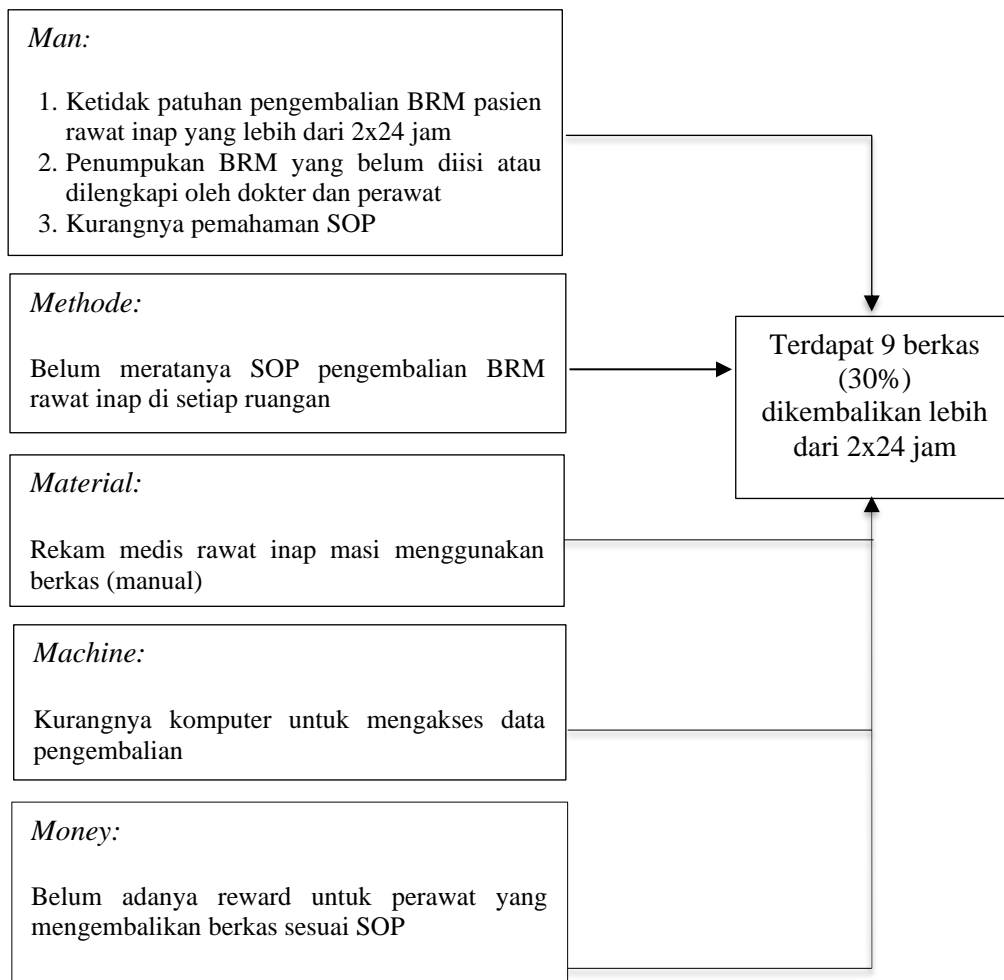 Man:
1. Ketidak patuhan pengembalian BRM pasien
rawat inap yang lebih dari 2x24 jam
2. Penumpukan BRM yang belum diisi atau
dilengkapi oleh dokter dan perawat
3. Kurangnya pemahaman SOP
Methode:
Belum meratanya SOP pengembalian BRM
rawat inap di setiap ruangan
Material:
Rekam medis rawat inap masi menggunakan
berkas (manual)
Machine:
Kurangnya komputer untuk mengakses data
pengembalian
Money:
Belum adanya reward untuk perawat yang
mengembalikan berkas sesuai SOP
Terdapat 9 berkas
(30%)
dikembalikan lebih
dari 2x24 jam